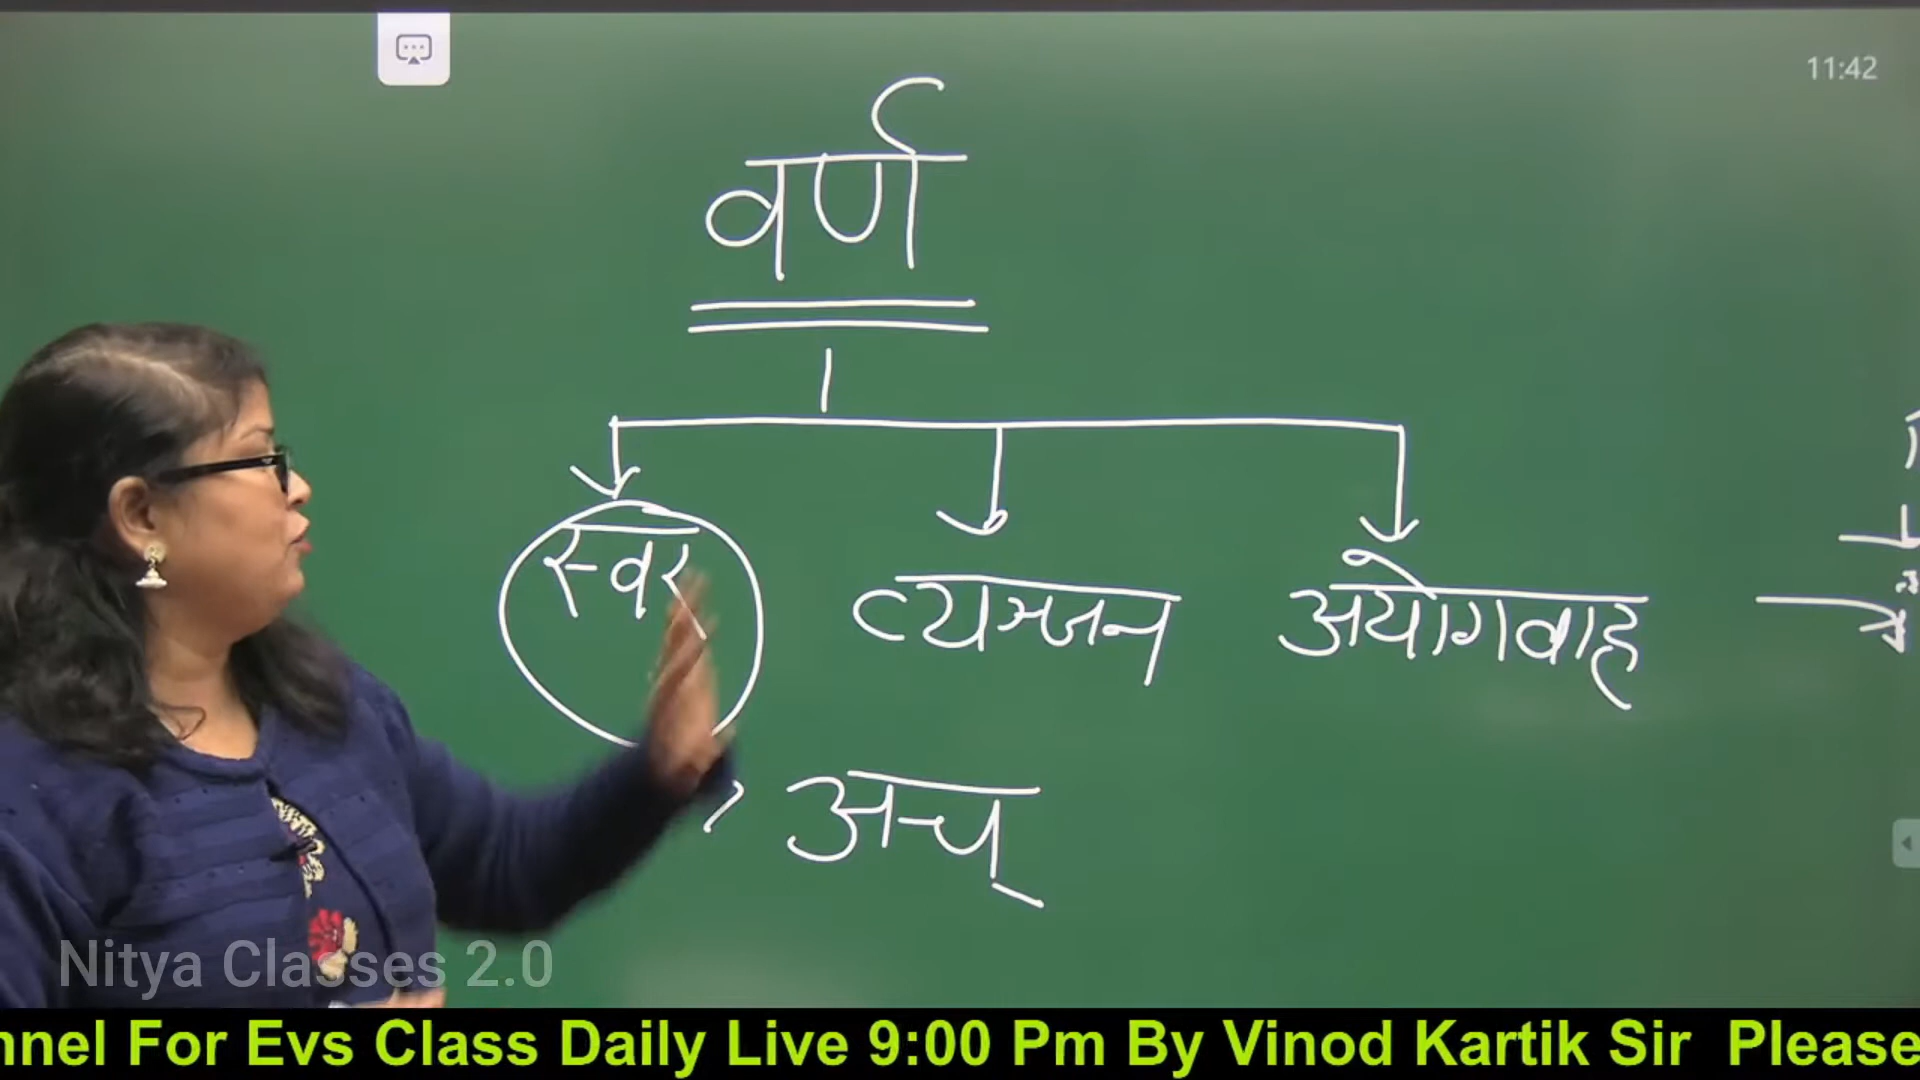 11:42
वर्ण
स्वर व्यञ्जन अयोगवाह
अच्
Nitya Classes 2.0
nnel For Evs Class Daily Live 9:00 Pm By Vinod Kartik Sir Please